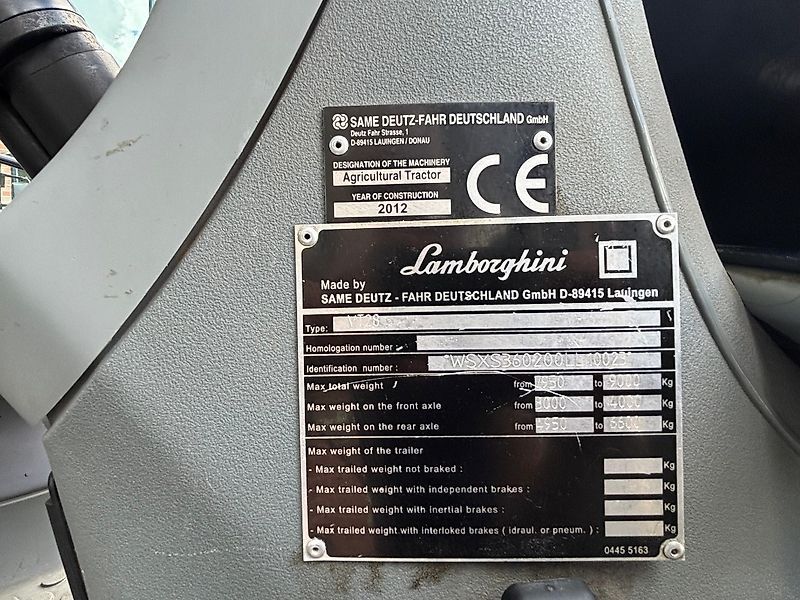 SAME DEUTZ-FAHR DEUTSCHLAND GmbH
Deutz Fahr Strasse, 1
D-89415 LAUINGEN / DONAU
DESIGNATION OF THE MACHINERY
Agricultural Tractor
YEAR OF CONSTRUCTION
2012
CE
Lamborghini
Made by
SAME DEUTZ - FAHR DEUTSCHLAND GmbH D-89415 Lauingen
Type:
Homologation number :
Identification number :
Max total weight from to 9000 Kg
Max weight on the front axle from 3000 to 4000 Kg
Max weight on the rear axle from to 6600 Kg
Max weight of the trailer
- Max trailed weight not braked : Kg
- Max trailed weight with independent brakes : Kg
- Max trailed weight with inertial brakes : Kg
- Max trailed weight with interloked brakes ( idraul. or pneum. ) : Kg
0445 5163